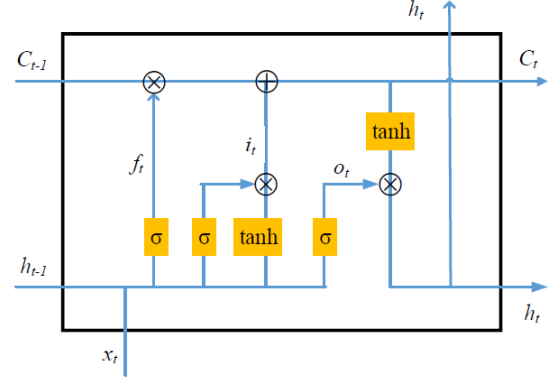 h_t
C_{t-1}
C_t
tanh
i_t
f_t
o_t
σ
σ
tanh
σ
h_{t-1}
h_t
x_t